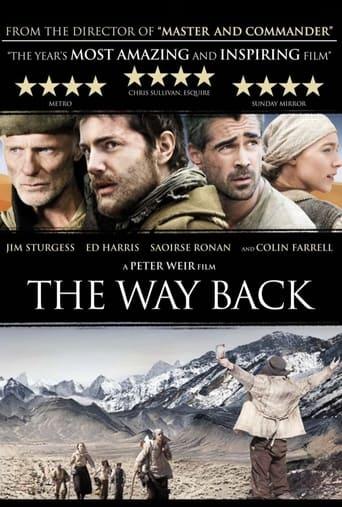 FROM THE DIRECTOR OF "MASTER AND COMMANDER"
"THE YEAR'S MOST AMAZING AND INSPIRING FILM"
METRO
CHRIS SULLIVAN, ESQUIRE
SUNDAY MIRROR
JIM STURGESS ED HARRIS SAOIRSE RONAN AND COLIN FARRELL
A PETER WEIR FILM
THE WAY BACK